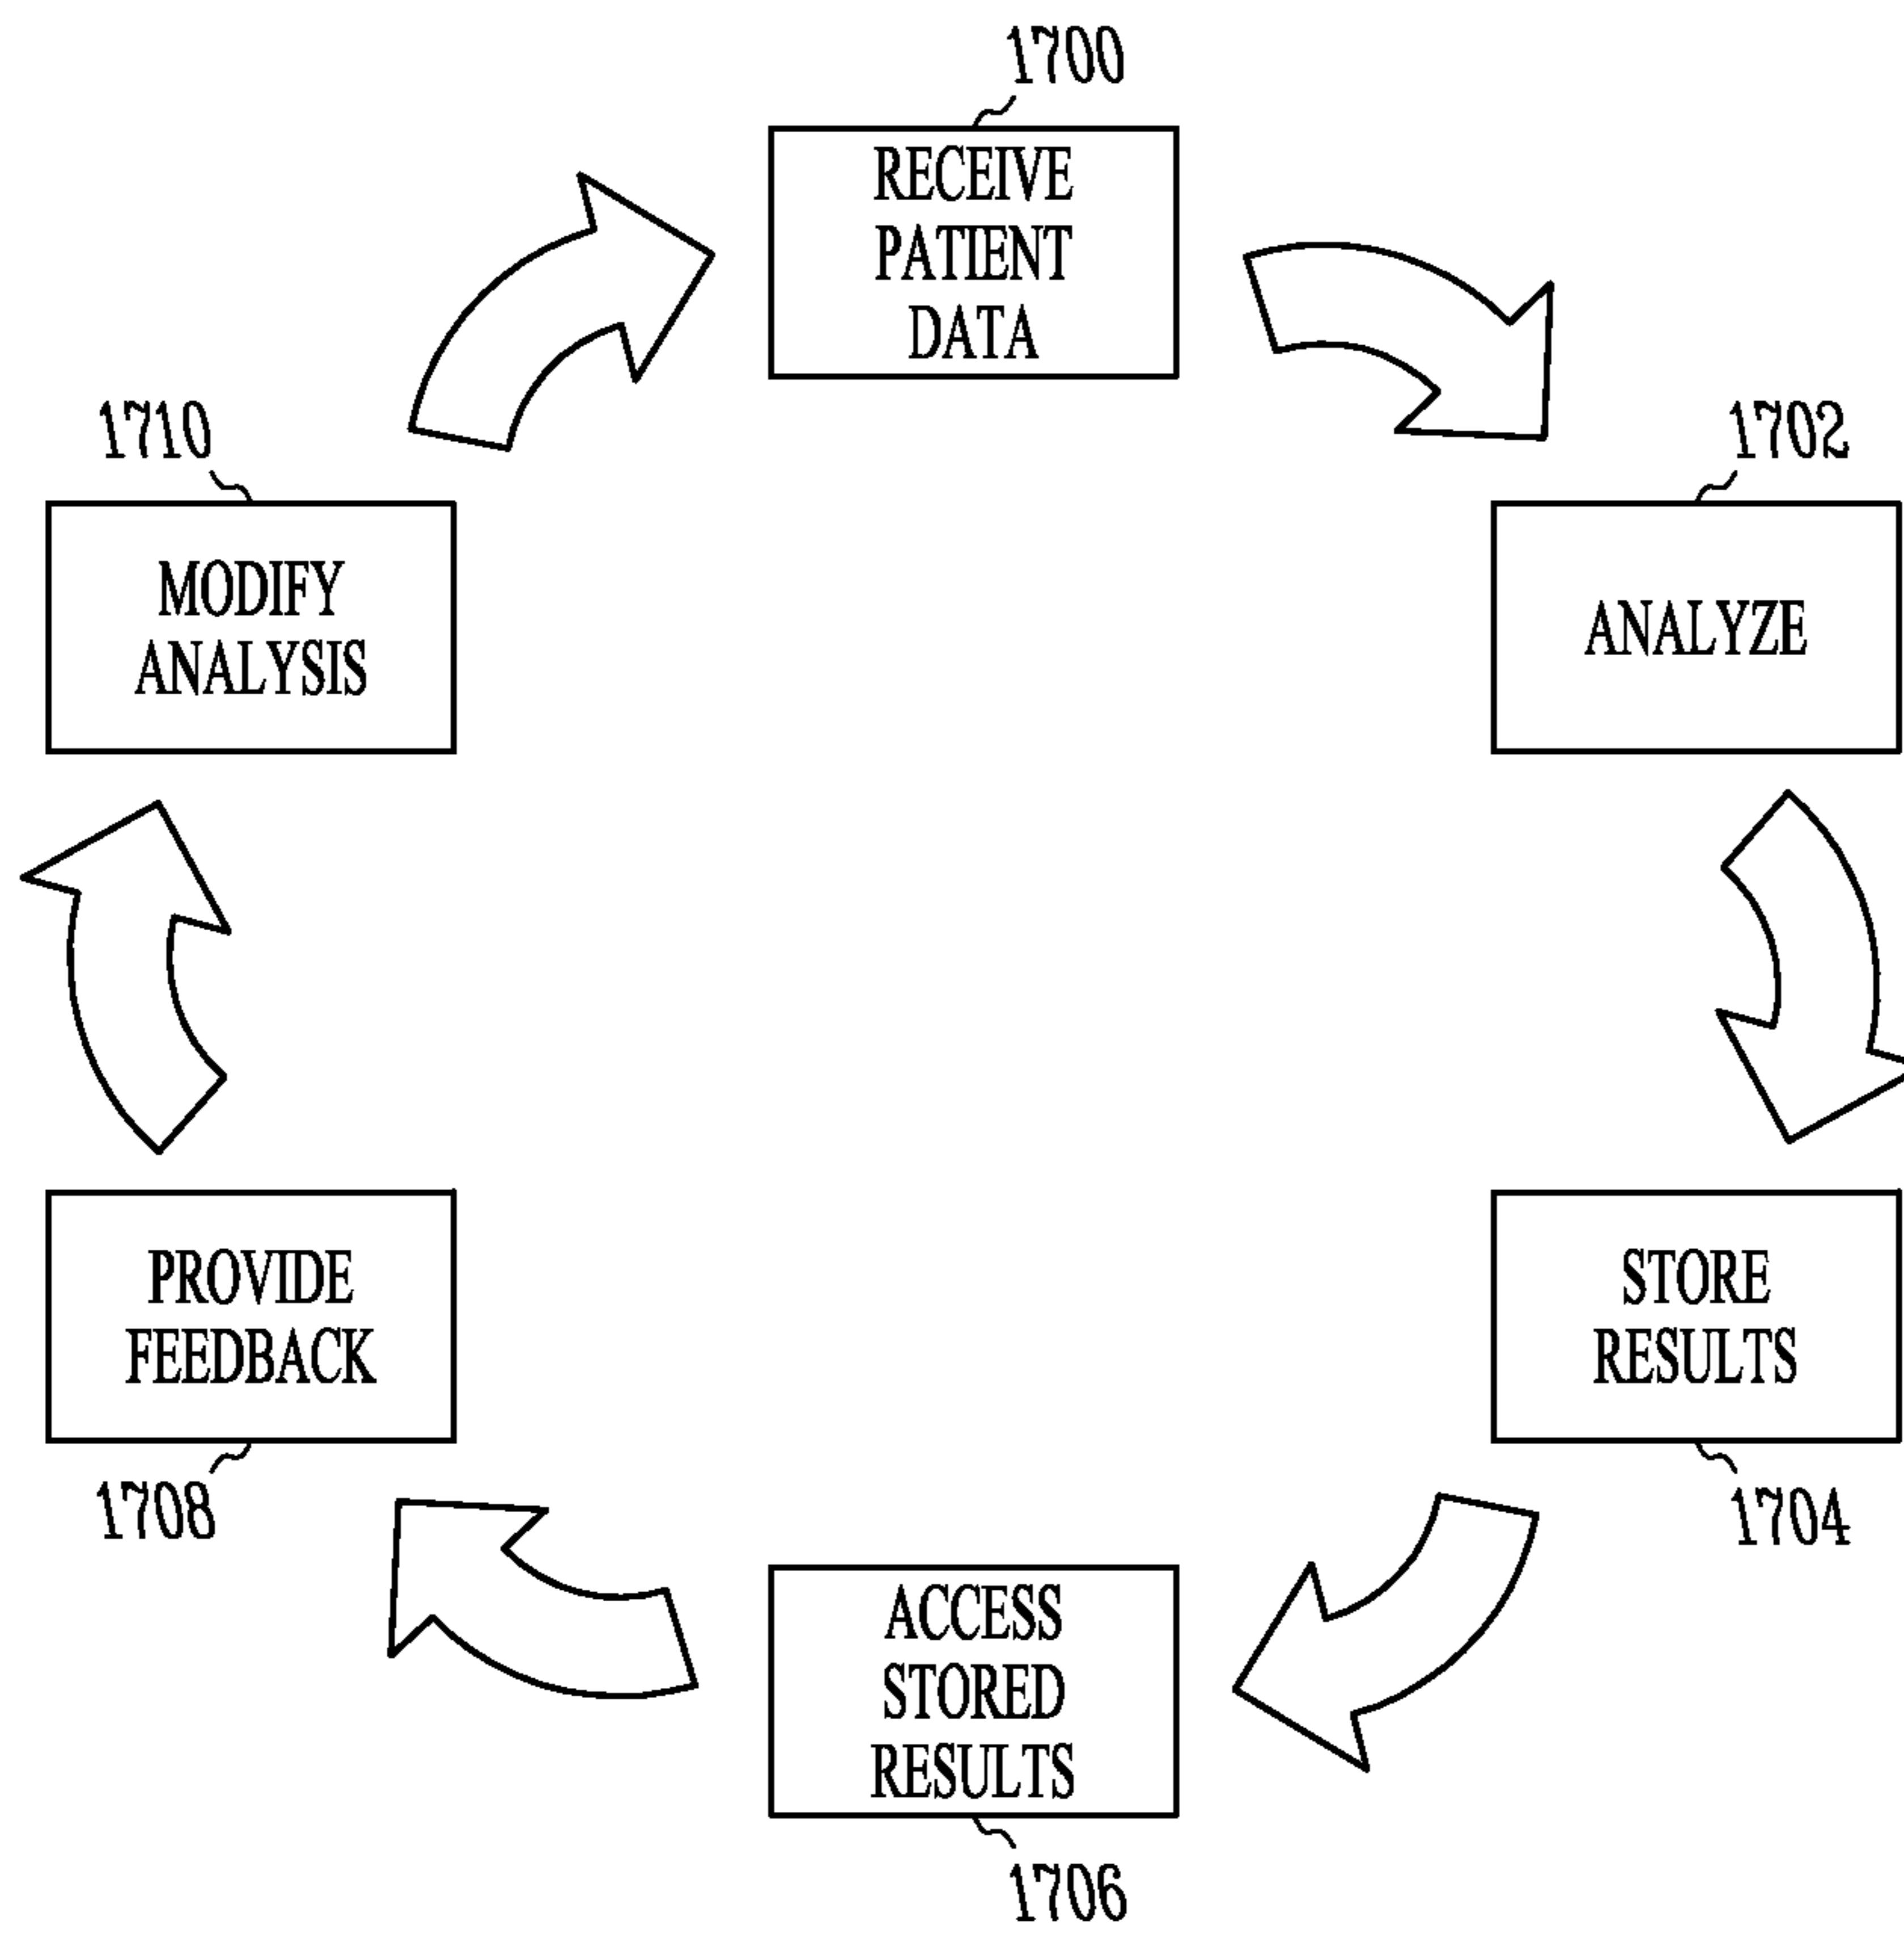 1700
RECEIVE
PATIENT
DATA
1702
ANALYZE
STORE
RESULTS
1704
ACCESS
STORED
RESULTS
1706
PROVIDE
FEEDBACK
1708
1710
MODIFY
ANALYSIS